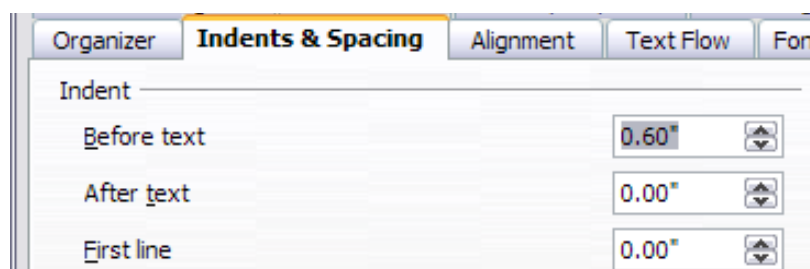 Organizer Indents & Spacing Alignment Text Flow
Indent
Before text 0.60"
After text 0.00"
First line 0.00"